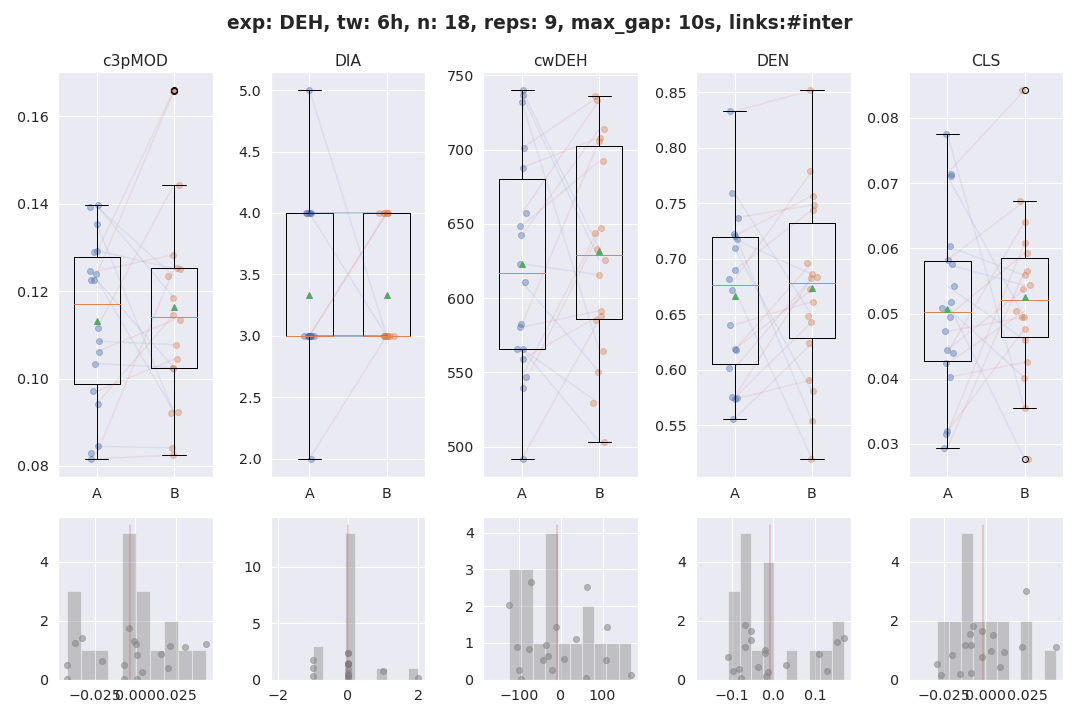 exp: DEH, tw: 6h, n: 18, reps: 9, max_gap: 10s, links:#inter
c3pMOD DIA cwDEH DEN CLS
0.16 0.14 0.12 0.10 0.08
5.0 4.5 4.0 3.5 3.0 2.5 2.0
750 700 650 600 550 500
0.85 0.80 0.75 0.70 0.65 0.60 0.55
0.08 0.07 0.06 0.05 0.04 0.03
A B A B A B A B A B
4 2 0
10 5 0
4 3 2 1 0
4 2 0
4 2 0
−0.025 0.000 0.025
−2 0 2
−100 0 100
−0.1 0.0 0.1
−0.025 0.000 0.025